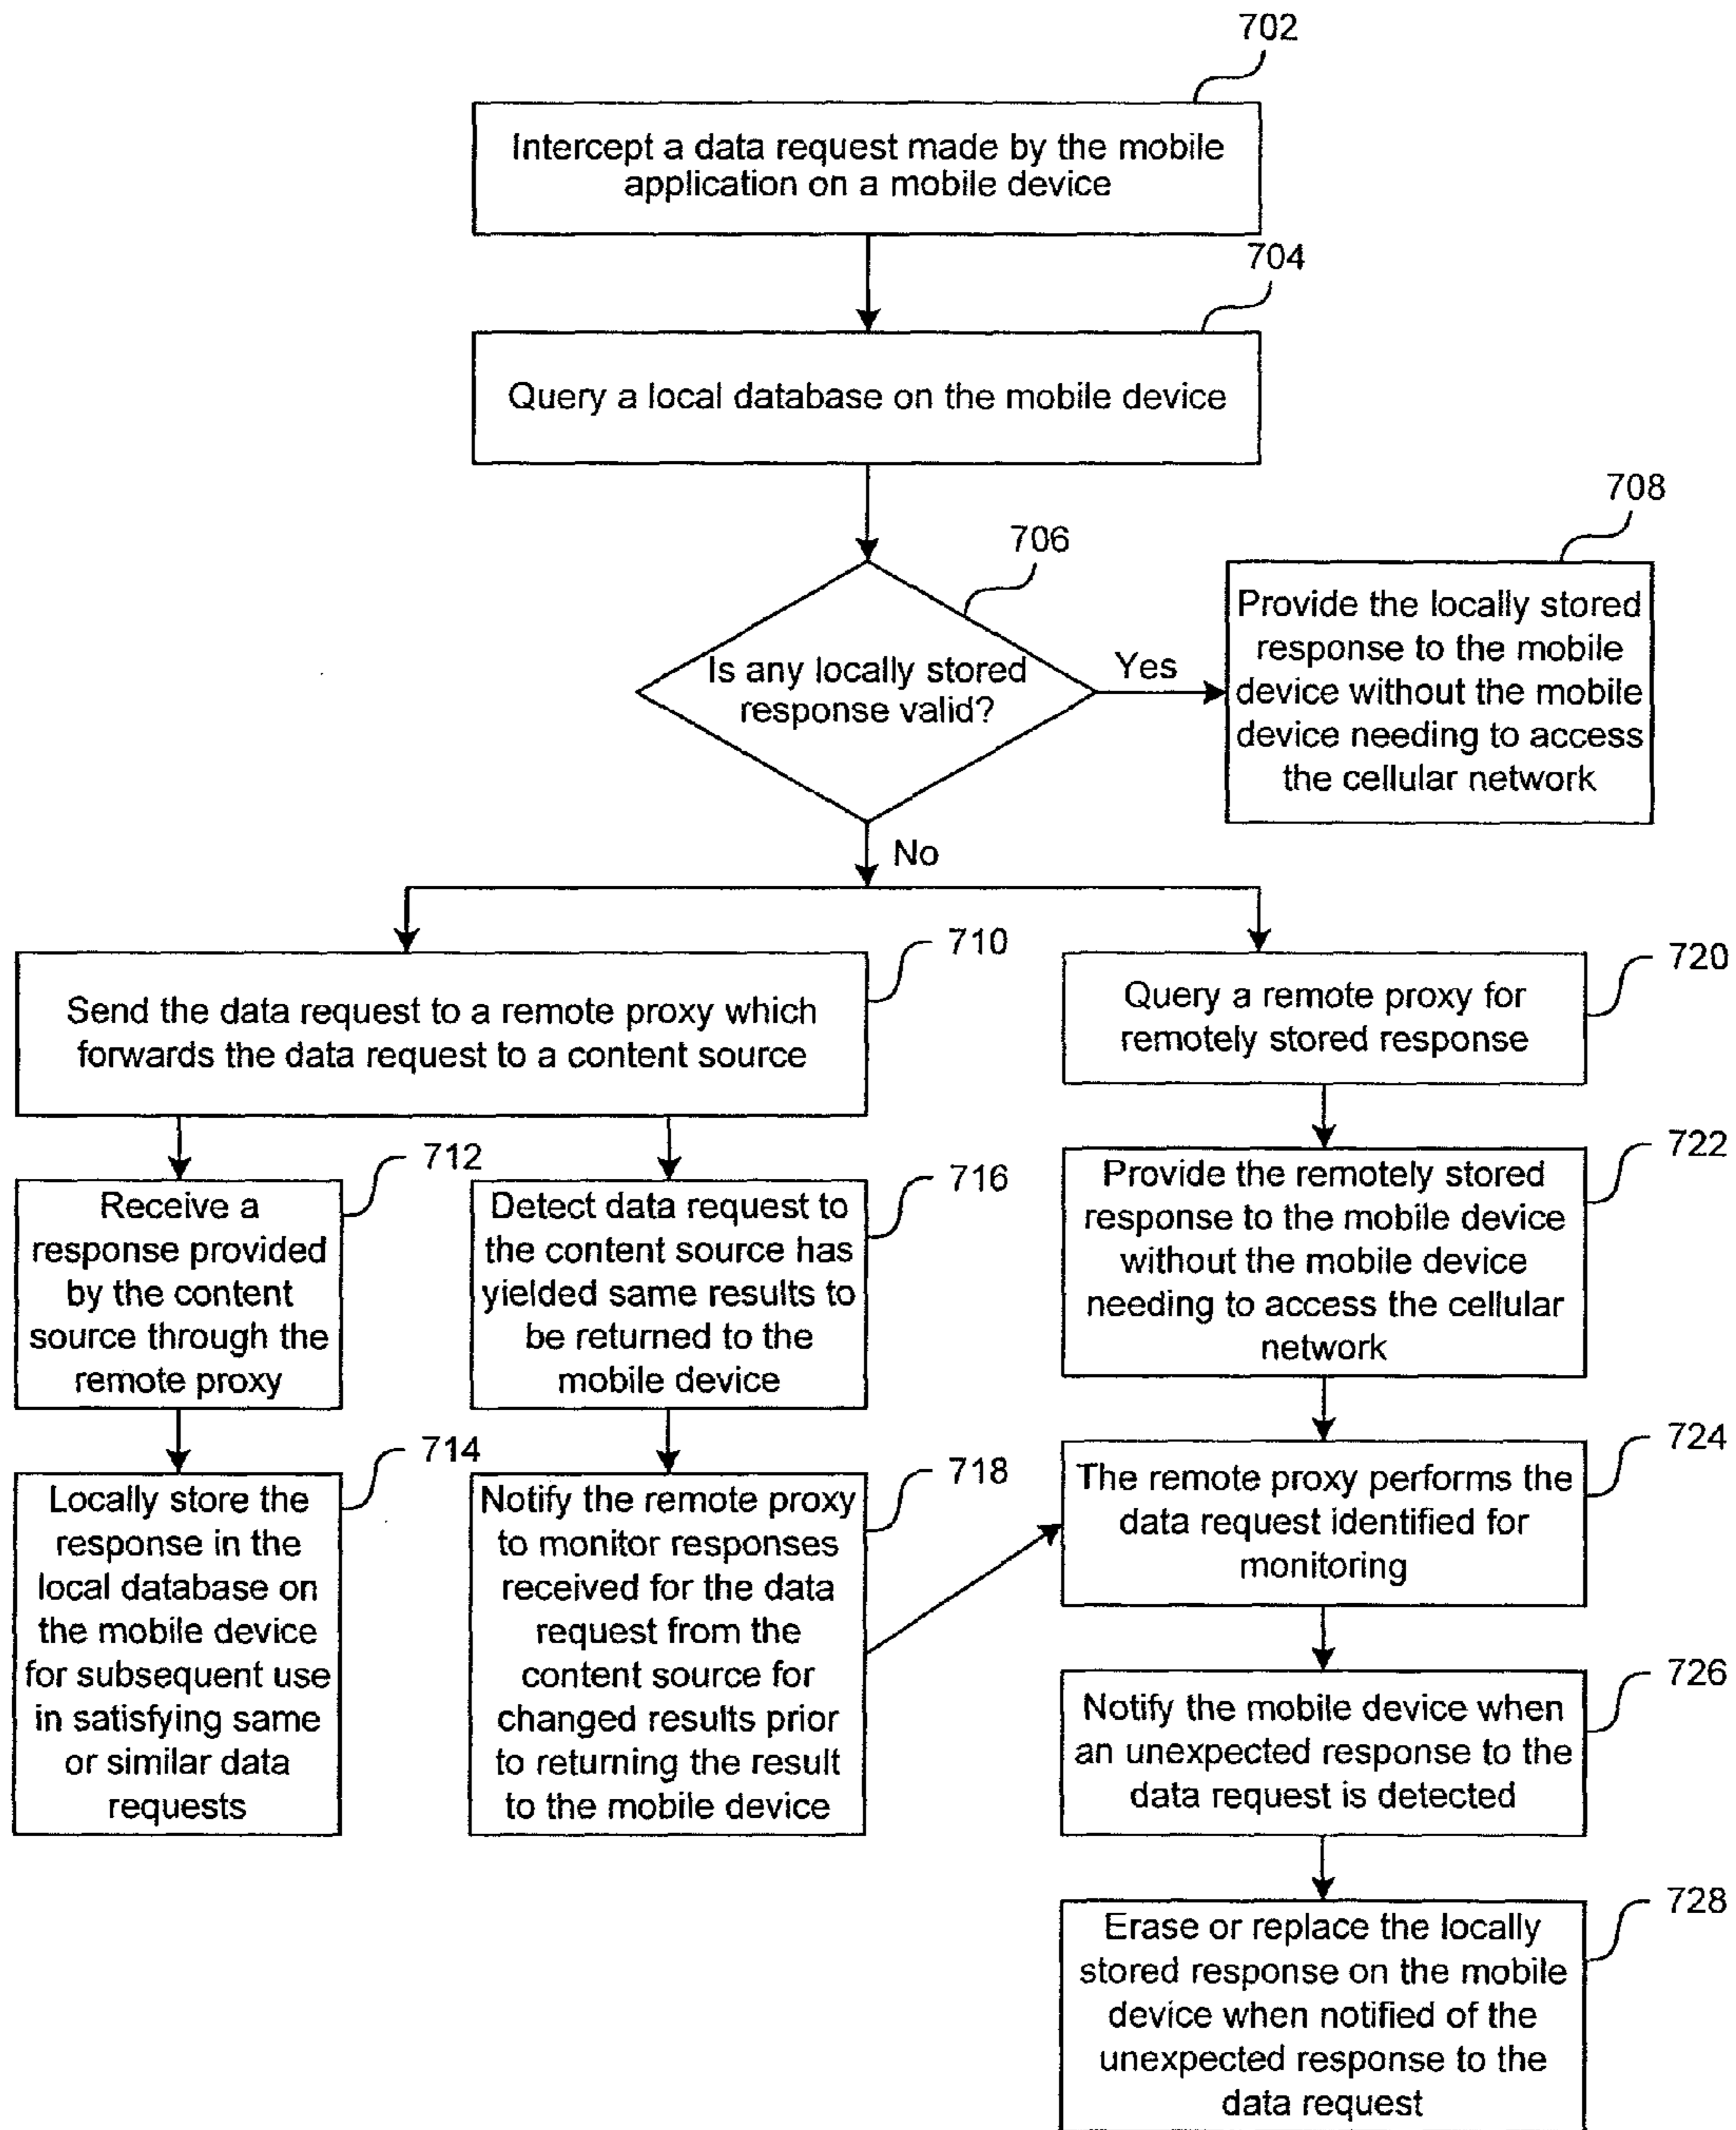 702
Intercept a data request made by the mobile
application on a mobile device
704
Query a local database on the mobile device
706
Is any locally stored
response valid?
Yes
708
Provide the locally stored
response to the mobile
device without the mobile
device needing to access
the cellular network
No
710
Send the data request to a remote proxy which
forwards the data request to a content source
712
Receive a
response provided
by the content
source through the
remote proxy
714
Locally store the
response in the
local database on
the mobile device
for subsequent use
in satisfying same
or similar data
requests
716
Detect data request to
the content source has
yielded same results to
be returned to the
mobile device
718
Notify the remote proxy
to monitor responses
received for the data
request from the
content source for
changed results prior
to returning the result
to the mobile device
720
Query a remote proxy for
remotely stored response
722
Provide the remotely stored
response to the mobile device
without the mobile device
needing to access the cellular
network
724
The remote proxy performs the
data request identified for
monitoring
726
Notify the mobile device when
an unexpected response to the
data request is detected
728
Erase or replace the locally
stored response on the mobile
device when notified of the
unexpected response to the
data request